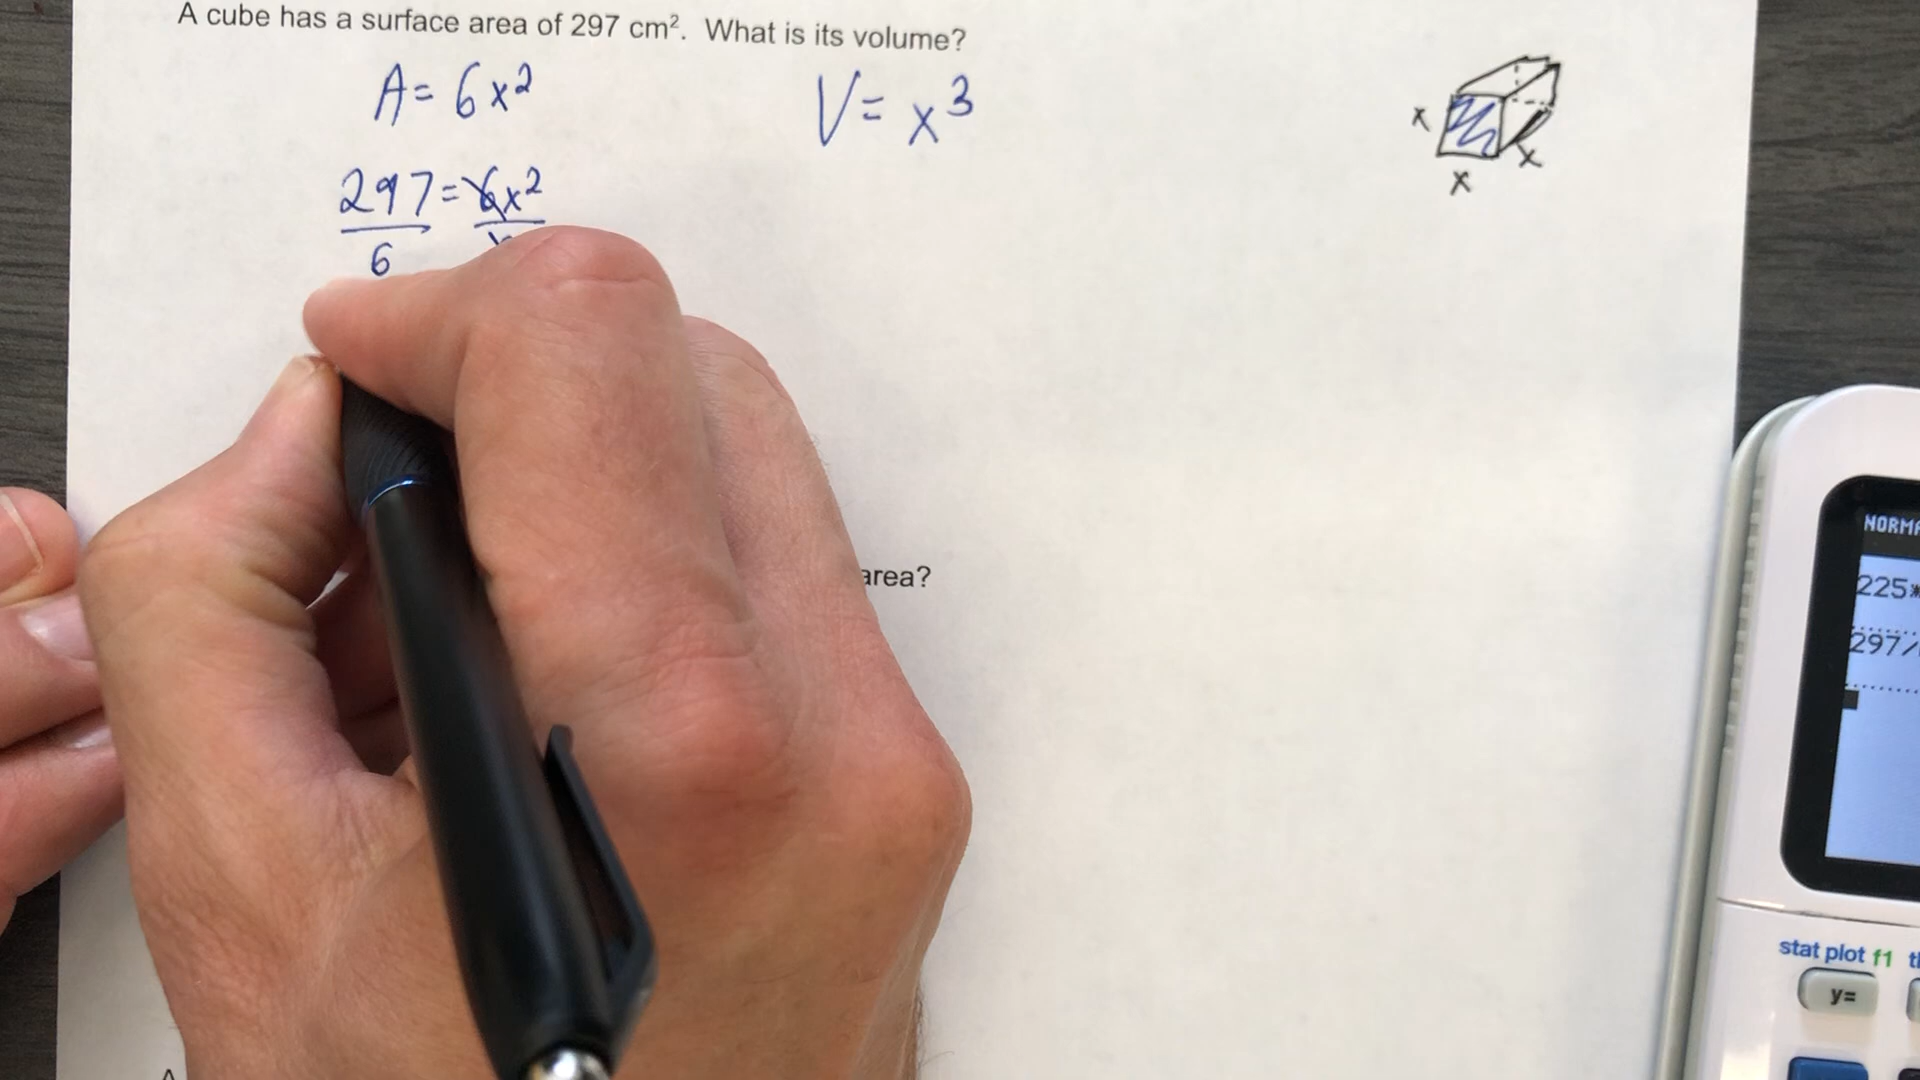 A cube has a surface area of 297 cm². What is its volume?
A = 6x²
V = x³
297 = 6x²
6
x
x
x
area?
NORMA
225*
297/
stat plot f1
y=